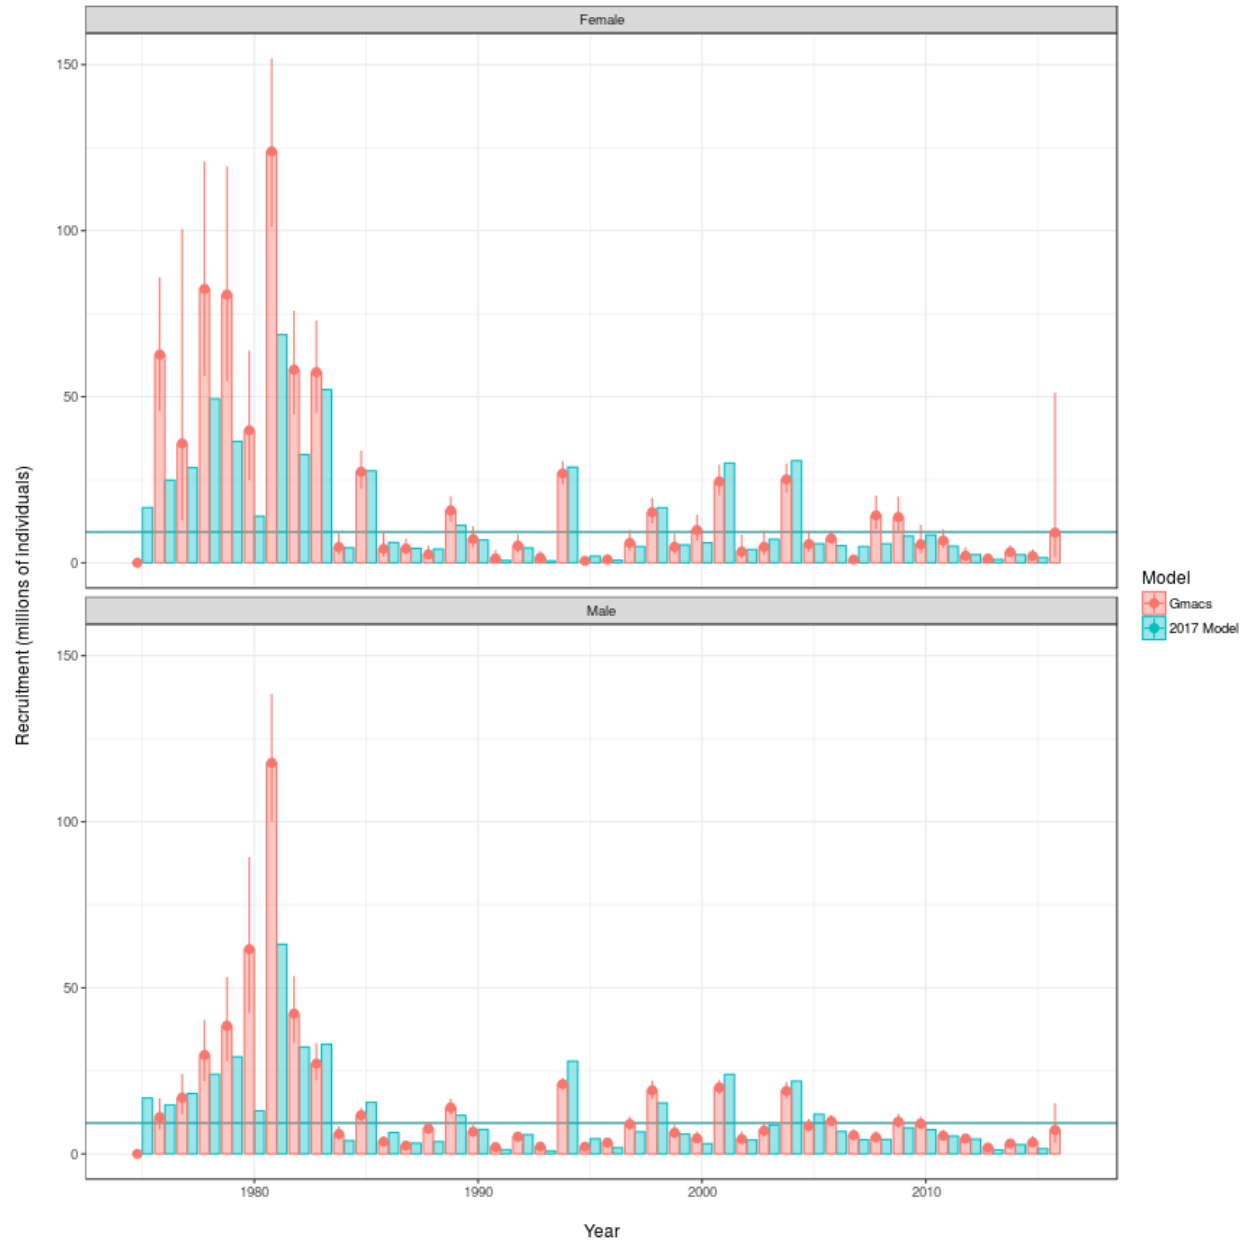 Female
150
100
50
0
Male
150
100
50
0
1980 1990 2000 2010
Year
Recruitment (millions of individuals)
Model
Gmacs
2017 Model